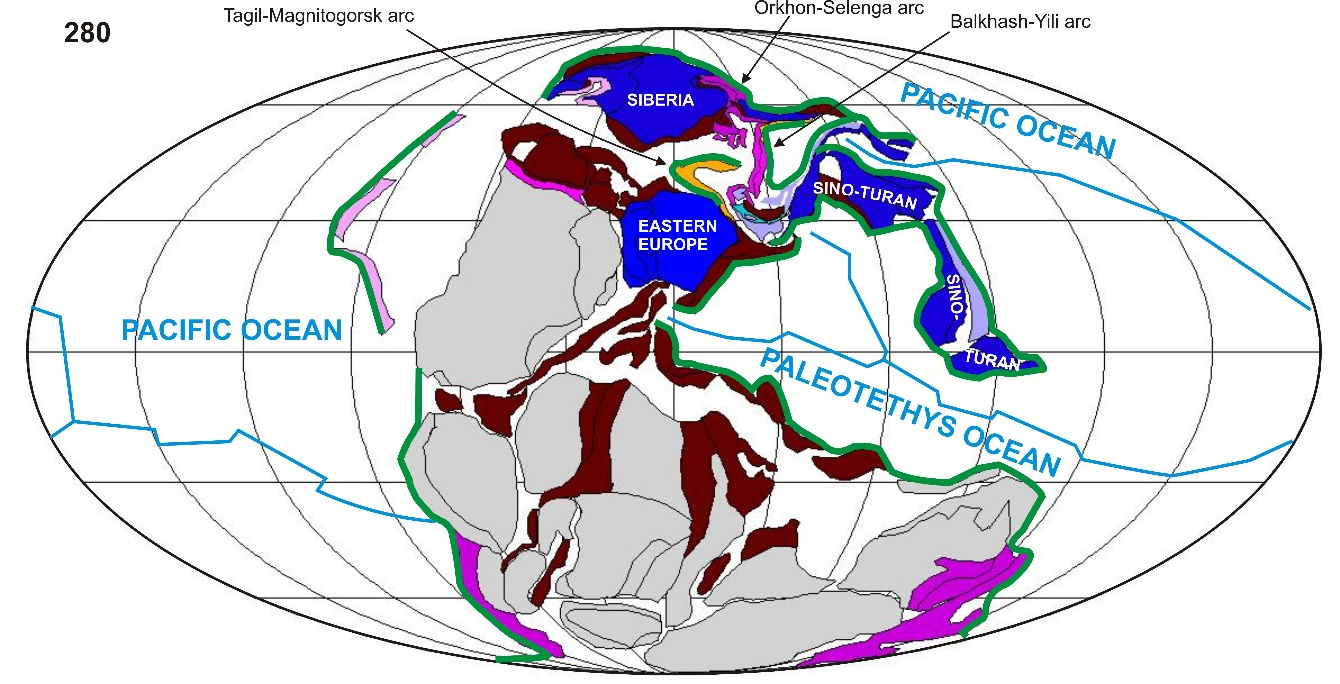 280
Tagil-Magnitogorsk arc
Orkhon-Selenga arc
Balkhash-Yili arc
SIBERIA
PACIFIC OCEAN
SINO-TURAN
EASTERN
EUROPE
SINO-
TURAN
PACIFIC OCEAN
PALEOTETHYS OCEAN